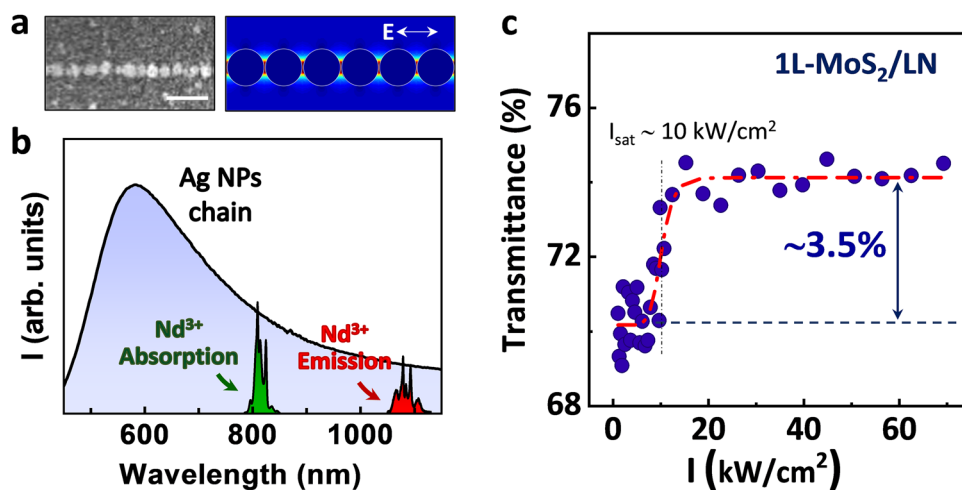 a
E
b
Ag NPs
chain
Nd³⁺
Absorption
Nd³⁺
Emission
I (arb. units)
600
800
1000
Wavelength (nm)
c
1L-MoS₂/LN
I_sat ~ 10 kW/cm²
~3.5%
Transmittance (%)
76
72
68
0
20
40
60
I (kW/cm²)